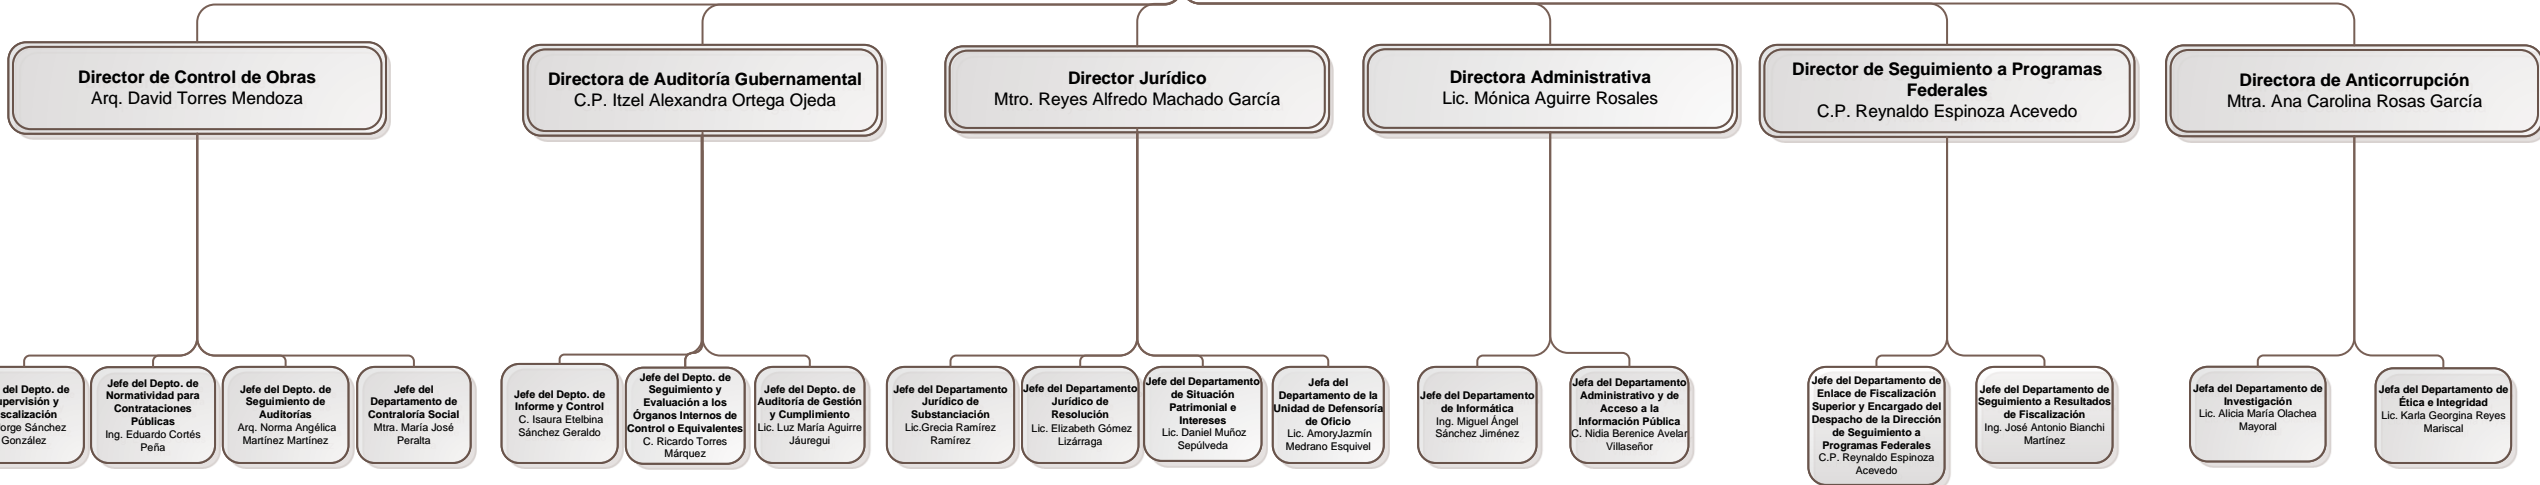 Director de Control de Obras
Arq. David Torres Mendoza
Directora de Auditoría Gubernamental
C.P. Itzel Alexandra Ortega Ojeda
Director Jurídico
Mtro. Reyes Alfredo Machado García
Directora Administrativa
Lic. Mónica Aguirre Rosales
Director de Seguimiento a Programas
Federales
C.P. Reynaldo Espinoza Acevedo
Directora de Anticorrupción
Mtra. Ana Carolina Rosas García
del Depto. de
y
Sánchez
González
Jefe del Depto. de
Normatividad para
Contrataciones
Públicas
Ing. Eduardo Cortés
Peña
Jefe del Depto. de
Seguimiento de
Auditorías
Arq. Norma Angélica
Martínez Martínez
Jefe del
Departamento de
Contraloría Social
Mtra. María José
Peralta
Jefe del Depto. de
Informe y Control
C. Isaura Etelbina
Sánchez Geraldo
Jefe del Depto. de
Seguimiento y
Evaluación a los
Órganos Internos de
Control o Equivalentes
C. Ricardo Torres
Márquez
Jefe del Depto. de
Auditoría de Gestión
y Cumplimiento
Lic. Luz María Aguirre
Jáuregui
Jefe del Departamento
Jurídico de
Substanciación
Lic.Grecia Ramírez
Ramírez
Jefe del Departamento
Jurídico de
Resolución
Lic. Elizabeth Gómez
Lizárraga
Jefe del Departamento
de Situación
Patrimonial e
Intereses
Lic. Daniel Muñoz
Sepúlveda
Jefa del
Departamento de la
Unidad de Defensoría
de Oficio
Lic. AmoryJazmín
Medrano Esquivel
Jefe del Departamento
de Informática
Ing. Miguel Ángel
Sánchez Jiménez
Jefa del Departamento
Administrativo y de
Acceso a la
Información Pública
C. Nidia Berenice Avelar
Villaseñor
Jefe del Departamento de
Enlace de Fiscalización
Superior y Encargado del
Despacho de la Dirección
de Seguimiento a
Programas Federales
C.P. Reynaldo Espinoza
Acevedo
Jefe del Departamento de
Seguimiento a Resultados
de Fiscalización
Ing. José Antonio Bianchi
Martínez
Jefa del Departamento de
Investigación
Lic. Alicia María Olachea
Mayoral
Jefa del Departamento de
Ética e Integridad
Lic. Karla Georgina Reyes
Mariscal